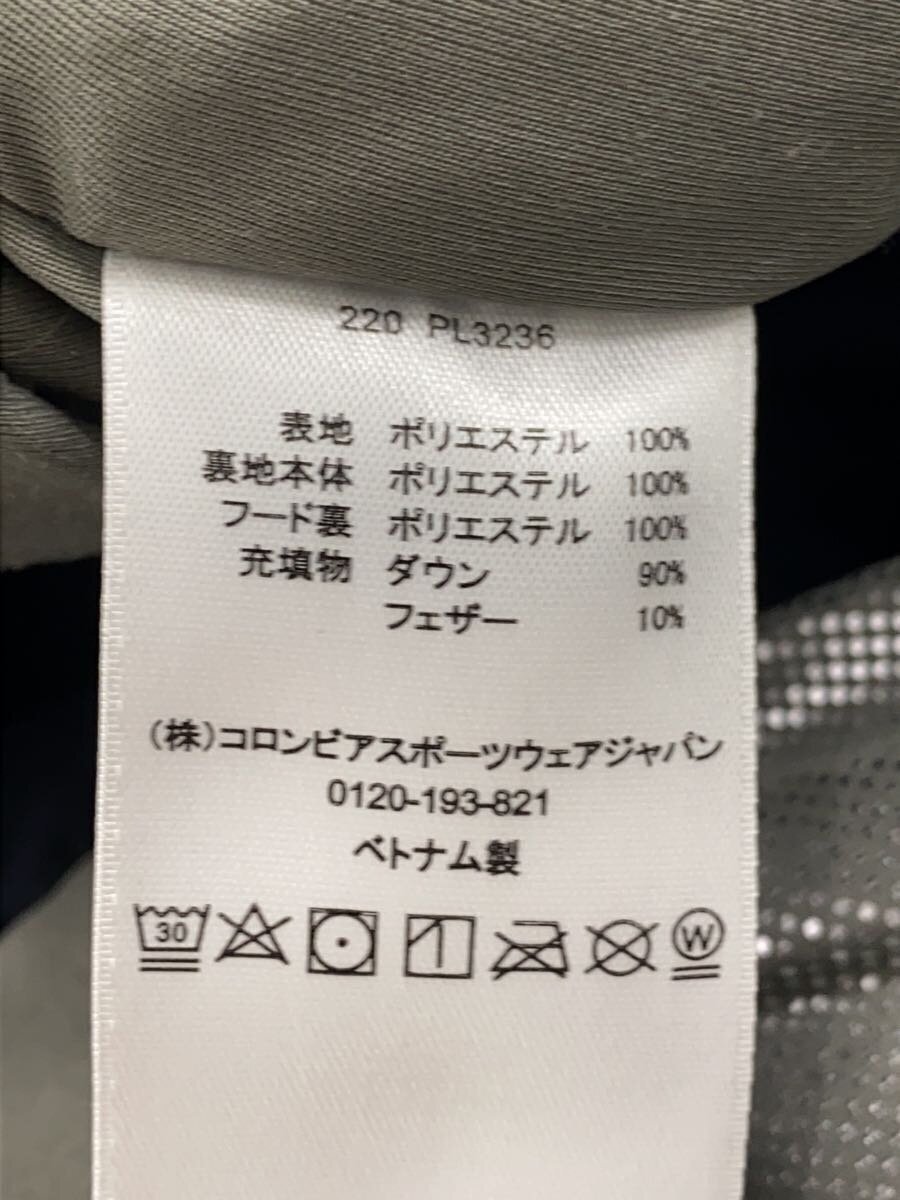 220 PL3236
表地 ポリエステル 100%
裏地本体 ポリエステル 100%
フード裏 ポリエステル 100%
充填物 ダウン 90%
フェザー 10%
(株)コロンビアスポーツウェアジャパン
0120-193-821
ベトナム製
30 W